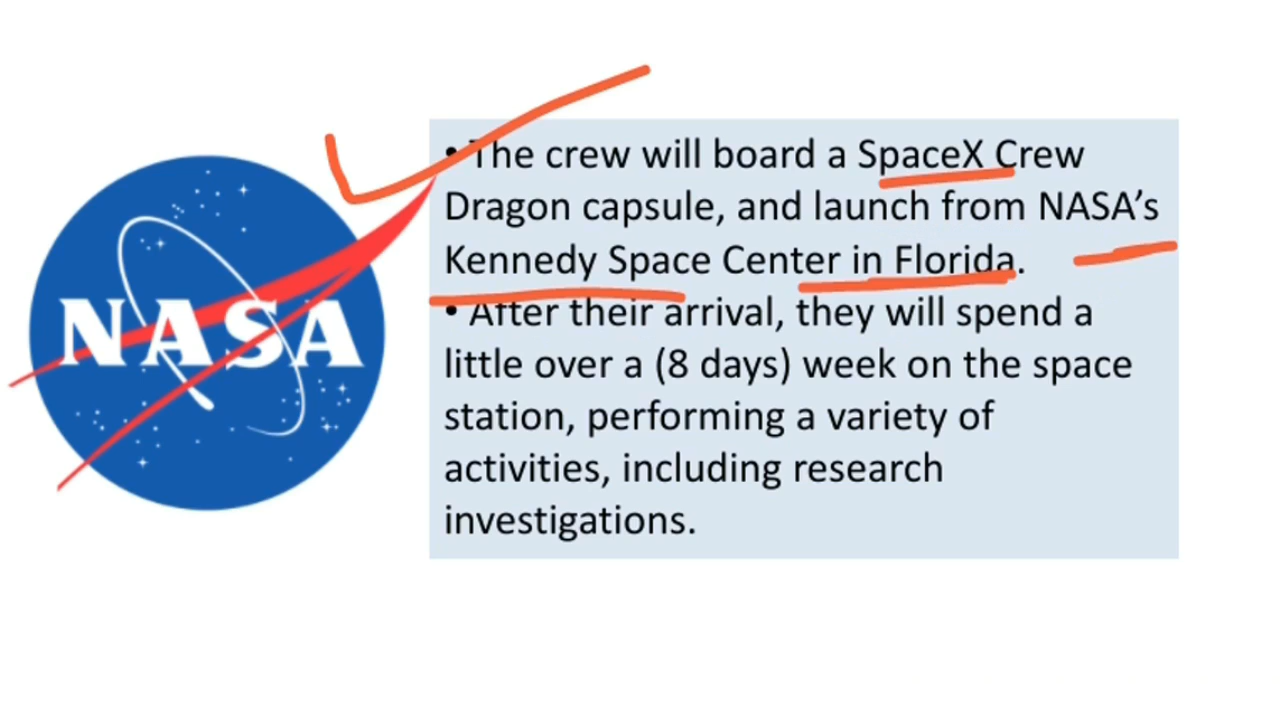 NASA
• The crew will board a SpaceX Crew
Dragon capsule, and launch from NASA’s
Kennedy Space Center in Florida.
• After their arrival, they will spend a
little over a (8 days) week on the space
station, performing a variety of
activities, including research
investigations.